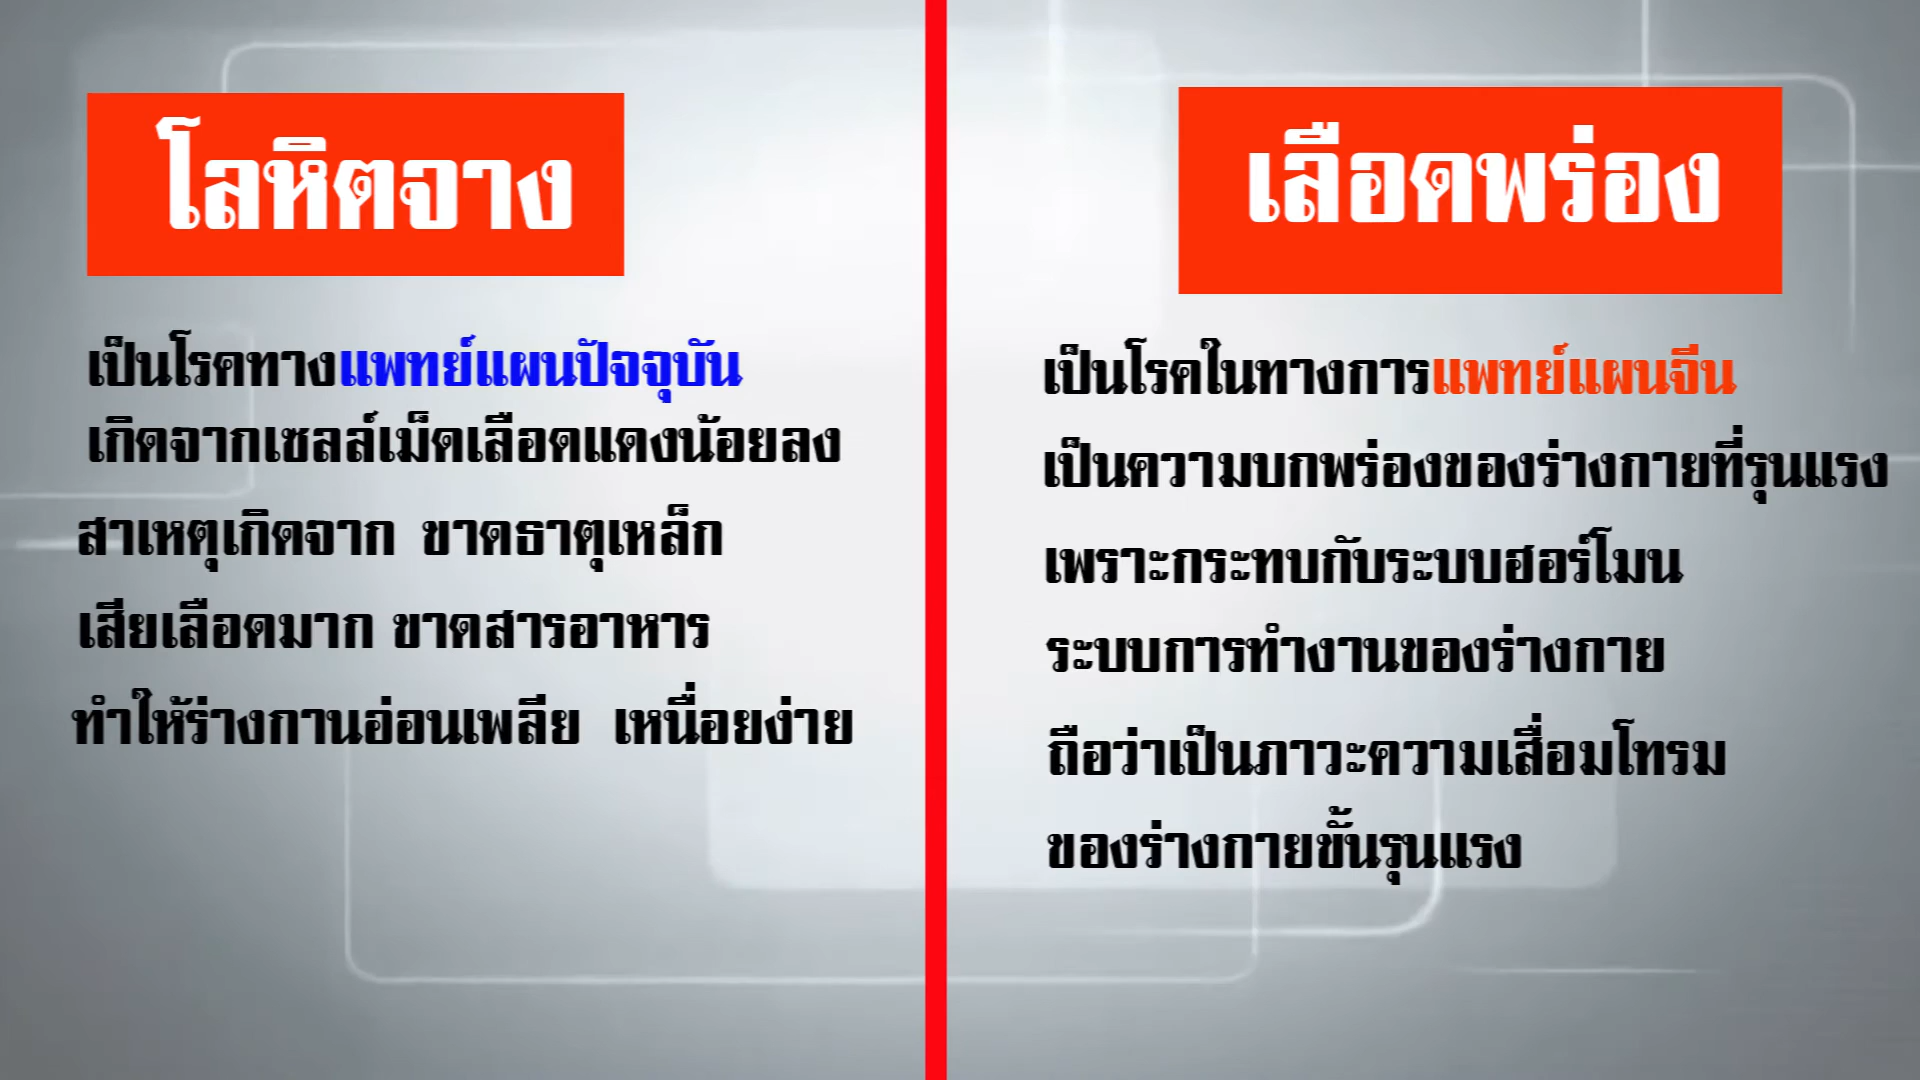 โลหิตจาง
เป็นโรคทางแพทย์แผนปัจจุบัน
เกิดจากเซลล์เม็ดเลือดแดงน้อยลง
สาเหตุเกิดจาก ขาดธาตุเหล็ก
เสียเลือดมาก ขาดสารอาหาร
ทำให้ร่างกานอ่อนเพลีย เหนื่อยง่าย
เลือดพร่อง
เป็นโรคในทางการแพทย์แผนจีน
เป็นความบกพร่องของร่างกายที่รุนแรง
เพราะกระทบกับระบบฮอร์โมน
ระบบการทำงานของร่างกาย
ถือว่าเป็นภาวะความเสื่อมโทรม
ของร่างกายขั้นรุนแรง